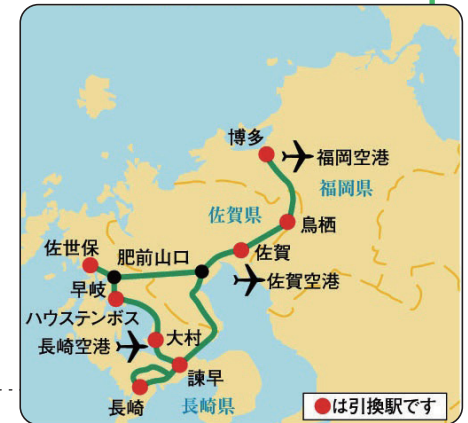 博多
福岡空港
福岡県
佐賀県
鳥栖
佐世保
肥前山口
佐賀
佐賀空港
早岐
ハウステンボス
長崎空港
大村
諫早
長崎
長崎県
は引換駅です